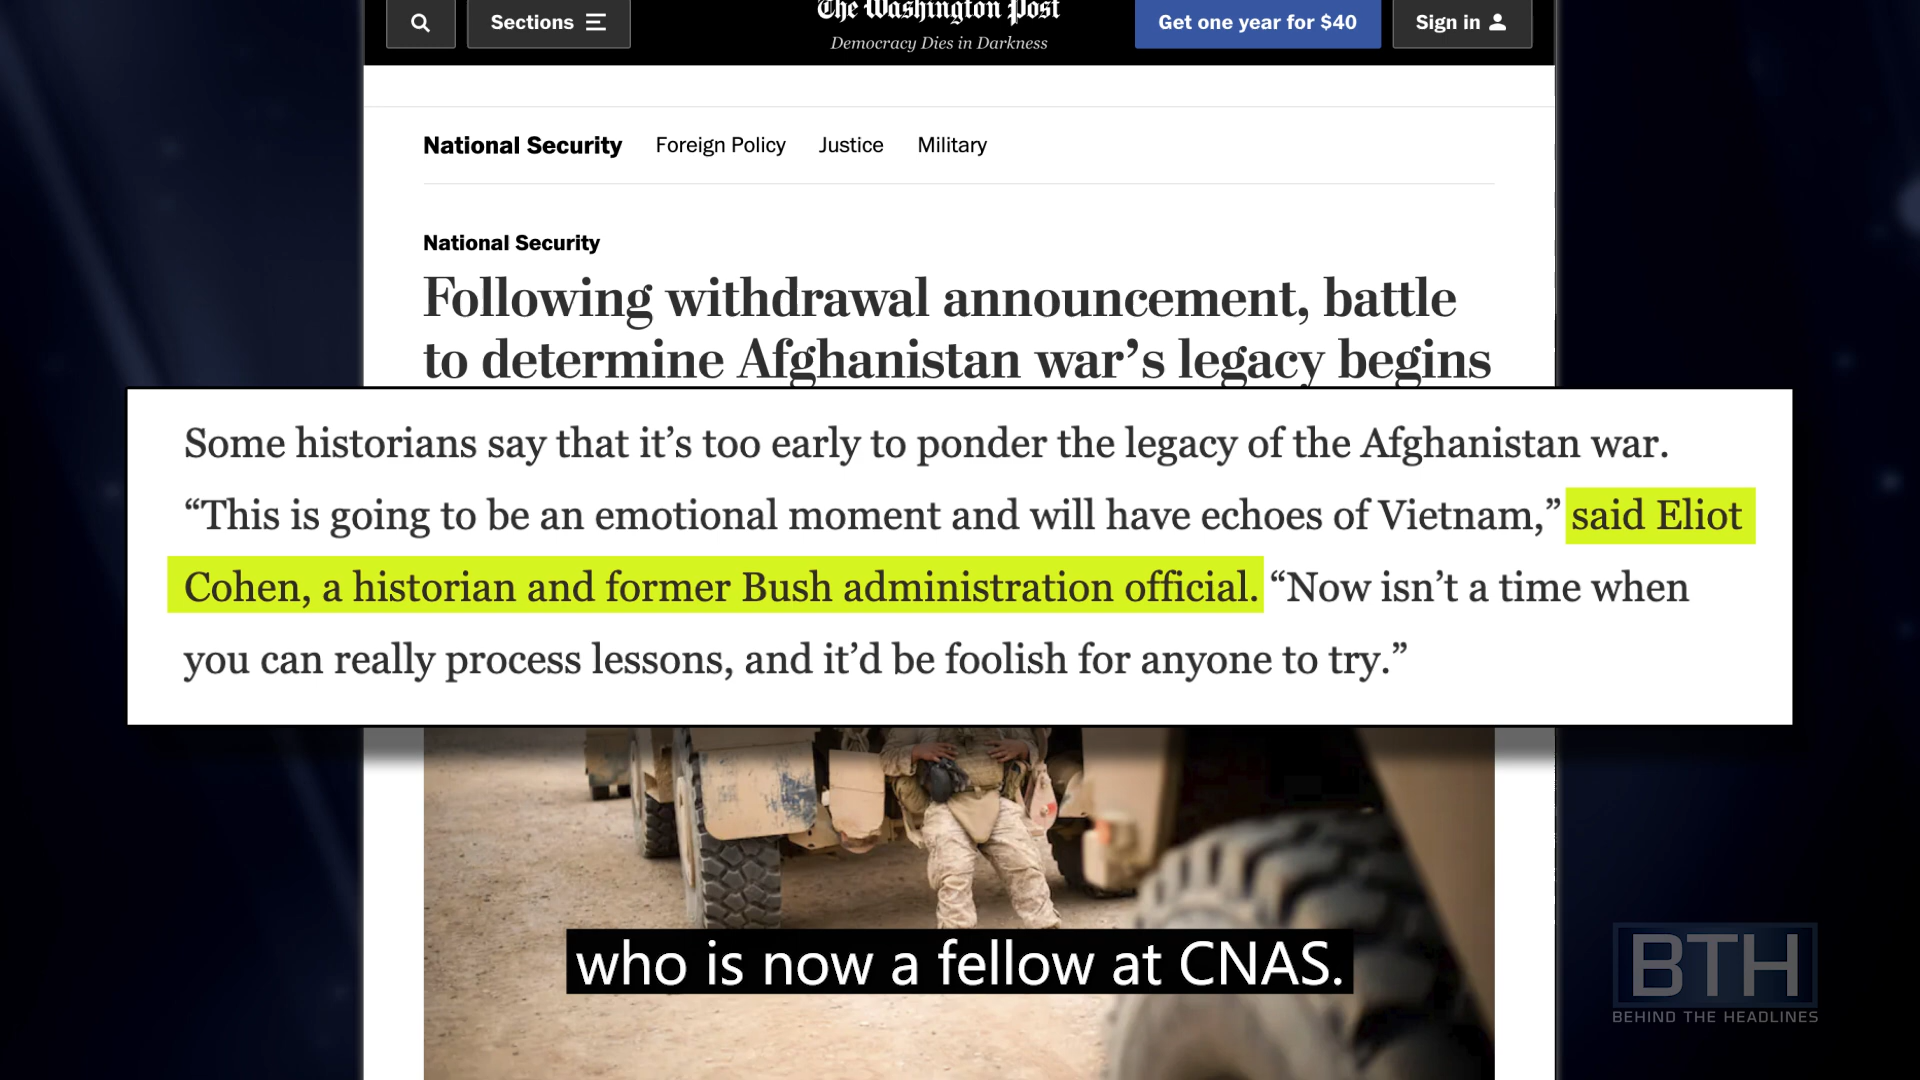 Sections
The Washington Post
Democracy Dies in Darkness
Get one year for $40
Sign in
National Security Foreign Policy Justice Military
National Security
Following withdrawal announcement, battle
to determine Afghanistan war’s legacy begins
Some historians say that it’s too early to ponder the legacy of the Afghanistan war.
“This is going to be an emotional moment and will have echoes of Vietnam,” said Eliot
Cohen, a historian and former Bush administration official. “Now isn’t a time when
you can really process lessons, and it’d be foolish for anyone to try.”
who is now a fellow at CNAS.
BTH
BEHIND THE HEADLINES